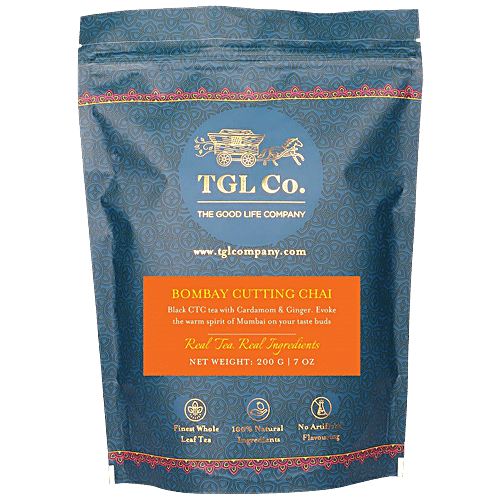 TGL Co.
THE GOOD LIFE COMPANY
www.tglcompany.com
BOMBAY CUTTING CHAI
Black CTC tea with Cardamom & Ginger. Evoke
the warm spirit of Mumbai on your taste buds
Real Tea. Real Ingredients
NET WEIGHT: 200 G | 7 OZ
Finest Whole
Leaf Tea
100% Natural
Ingredients
No Artificial
Flavouring